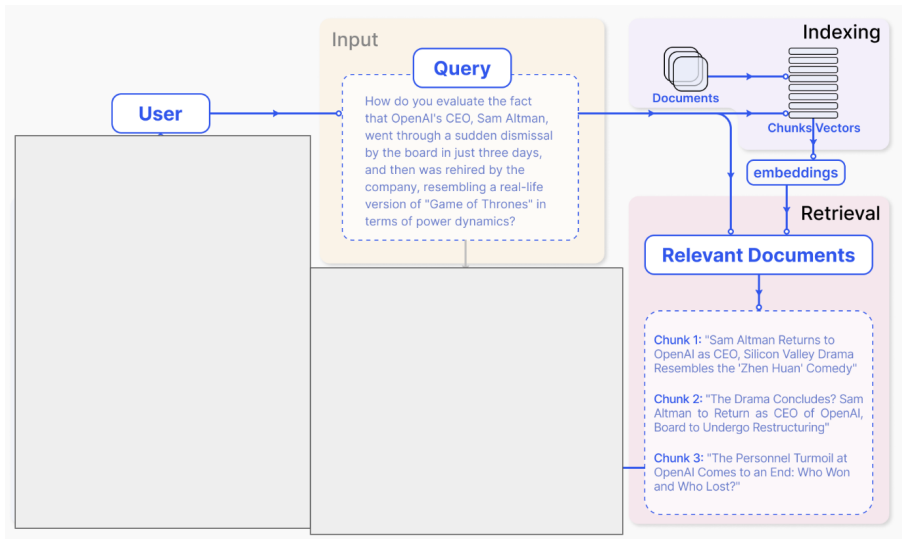 Input
Indexing
Query
User
How do you evaluate the fact
that OpenAI's CEO, Sam Altman,
went through a sudden dismissal
by the board in just three days,
and then was rehired by the
company, resembling a real-life
version of "Game of Thrones" in
terms of power dynamics?
Documents
Chunks Vectors
embeddings
Retrieval
Relevant Documents
Chunk 1: "Sam Altman Returns to
OpenAI as CEO, Silicon Valley Drama
Resembles the 'Zhen Huan' Comedy"
Chunk 2: "The Drama Concludes? Sam
Altman to Return as CEO of OpenAI,
Board to Undergo Restructuring"
Chunk 3: "The Personnel Turmoil at
OpenAI Comes to an End: Who Won
and Who Lost?"